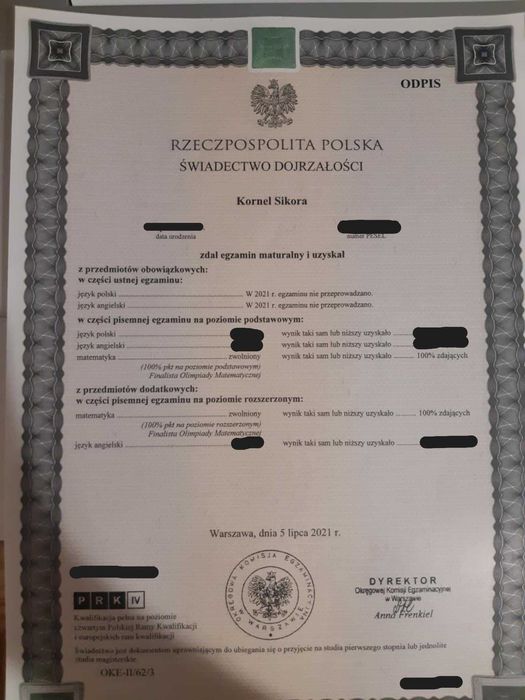 ODPIS
RZECZPOSPOLITA POLSKA
ŚWIADECTWO DOJRZAŁOŚCI
Kornel Sikora
data urodzenia numer PESEL
zdał egzamin maturalny i uzyskał
z przedmiotów obowiązkowych:
w części ustnej egzaminu:
język polski W 2021 r. egzaminu nie przeprowadzano.
język angielski W 2021 r. egzaminu nie przeprowadzano.
w części pisemnej egzaminu na poziomie podstawowym:
język polski wynik taki sam lub niższy uzyskało
język angielski wynik taki sam lub niższy uzyskało
matematyka zwolniony wynik taki sam lub niższy uzyskało 100% zdających
(100% pkt na poziomie podstawowym)
Finalista Olimpiady Matematycznej
z przedmiotów dodatkowych:
w części pisemnej egzaminu na poziomie rozszerzonym:
matematyka zwolniony wynik taki sam lub niższy uzyskało 100% zdających
(100% pkt na poziomie rozszerzonym)
Finalista Olimpiady Matematycznej
język angielski wynik taki sam lub niższy uzyskało
Warszawa, dnia 5 lipca 2021 r.
OKRĘGOWA KOMISJA EGZAMINACYJNA
W WARSZAWIE
DYREKTOR
Okręgowej Komisji Egzaminacyjnej
w Warszawie
Anna Frenkiel
P R K IV
Kwalifikacja pełna na poziomie
czwartym Polskiej Ramy Kwalifikacji
i europejskich ram kwalifikacji
Świadectwo jest dokumentem uprawniającym do ubiegania się o przyjęcie na studia pierwszego stopnia lub jednolite
studia magisterskie.
OKE-II/62/3